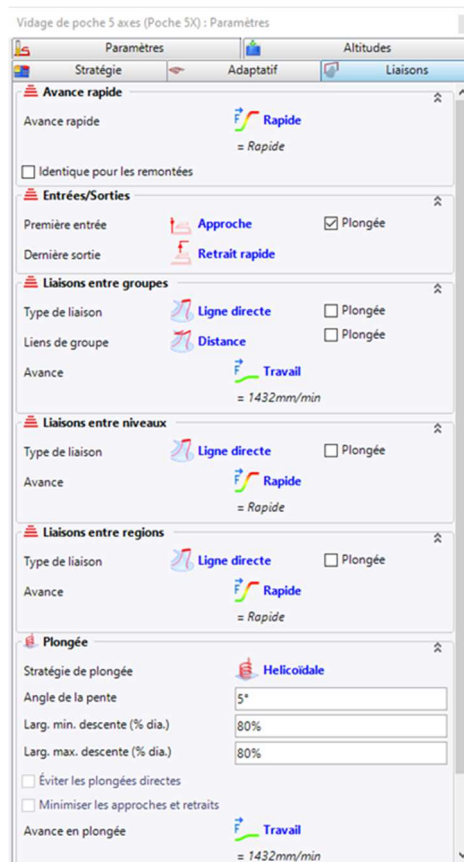 Vidage de poche 5 axes (Poche 5X) : Paramètres
Paramètres Altitudes
Stratégie Adaptatif Liaisons
Avance rapide
Avance rapide F Rapide
= Rapide
Identique pour les remontées
Entrées/Sorties
Première entrée Approche Plongée
Dernière sortie Retrait rapide
Liaisons entre groupes
Type de liaison Ligne directe Plongée
Liens de groupe Distance Plongée
Avance F Travail
= 1432mm/min
Liaisons entre niveaux
Type de liaison Ligne directe Plongée
Avance F Rapide
= Rapide
Liaisons entre regions
Type de liaison Ligne directe Plongée
Avance F Rapide
= Rapide
Plongée
Stratégie de plongée Helicoïdale
Angle de la pente 5°
Larg. min. descente (% dia.) 80%
Larg. max. descente (% dia.) 80%
Éviter les plongées directes
Minimiser les approches et retraits
Avance en plongée F Travail
= 1432mm/min